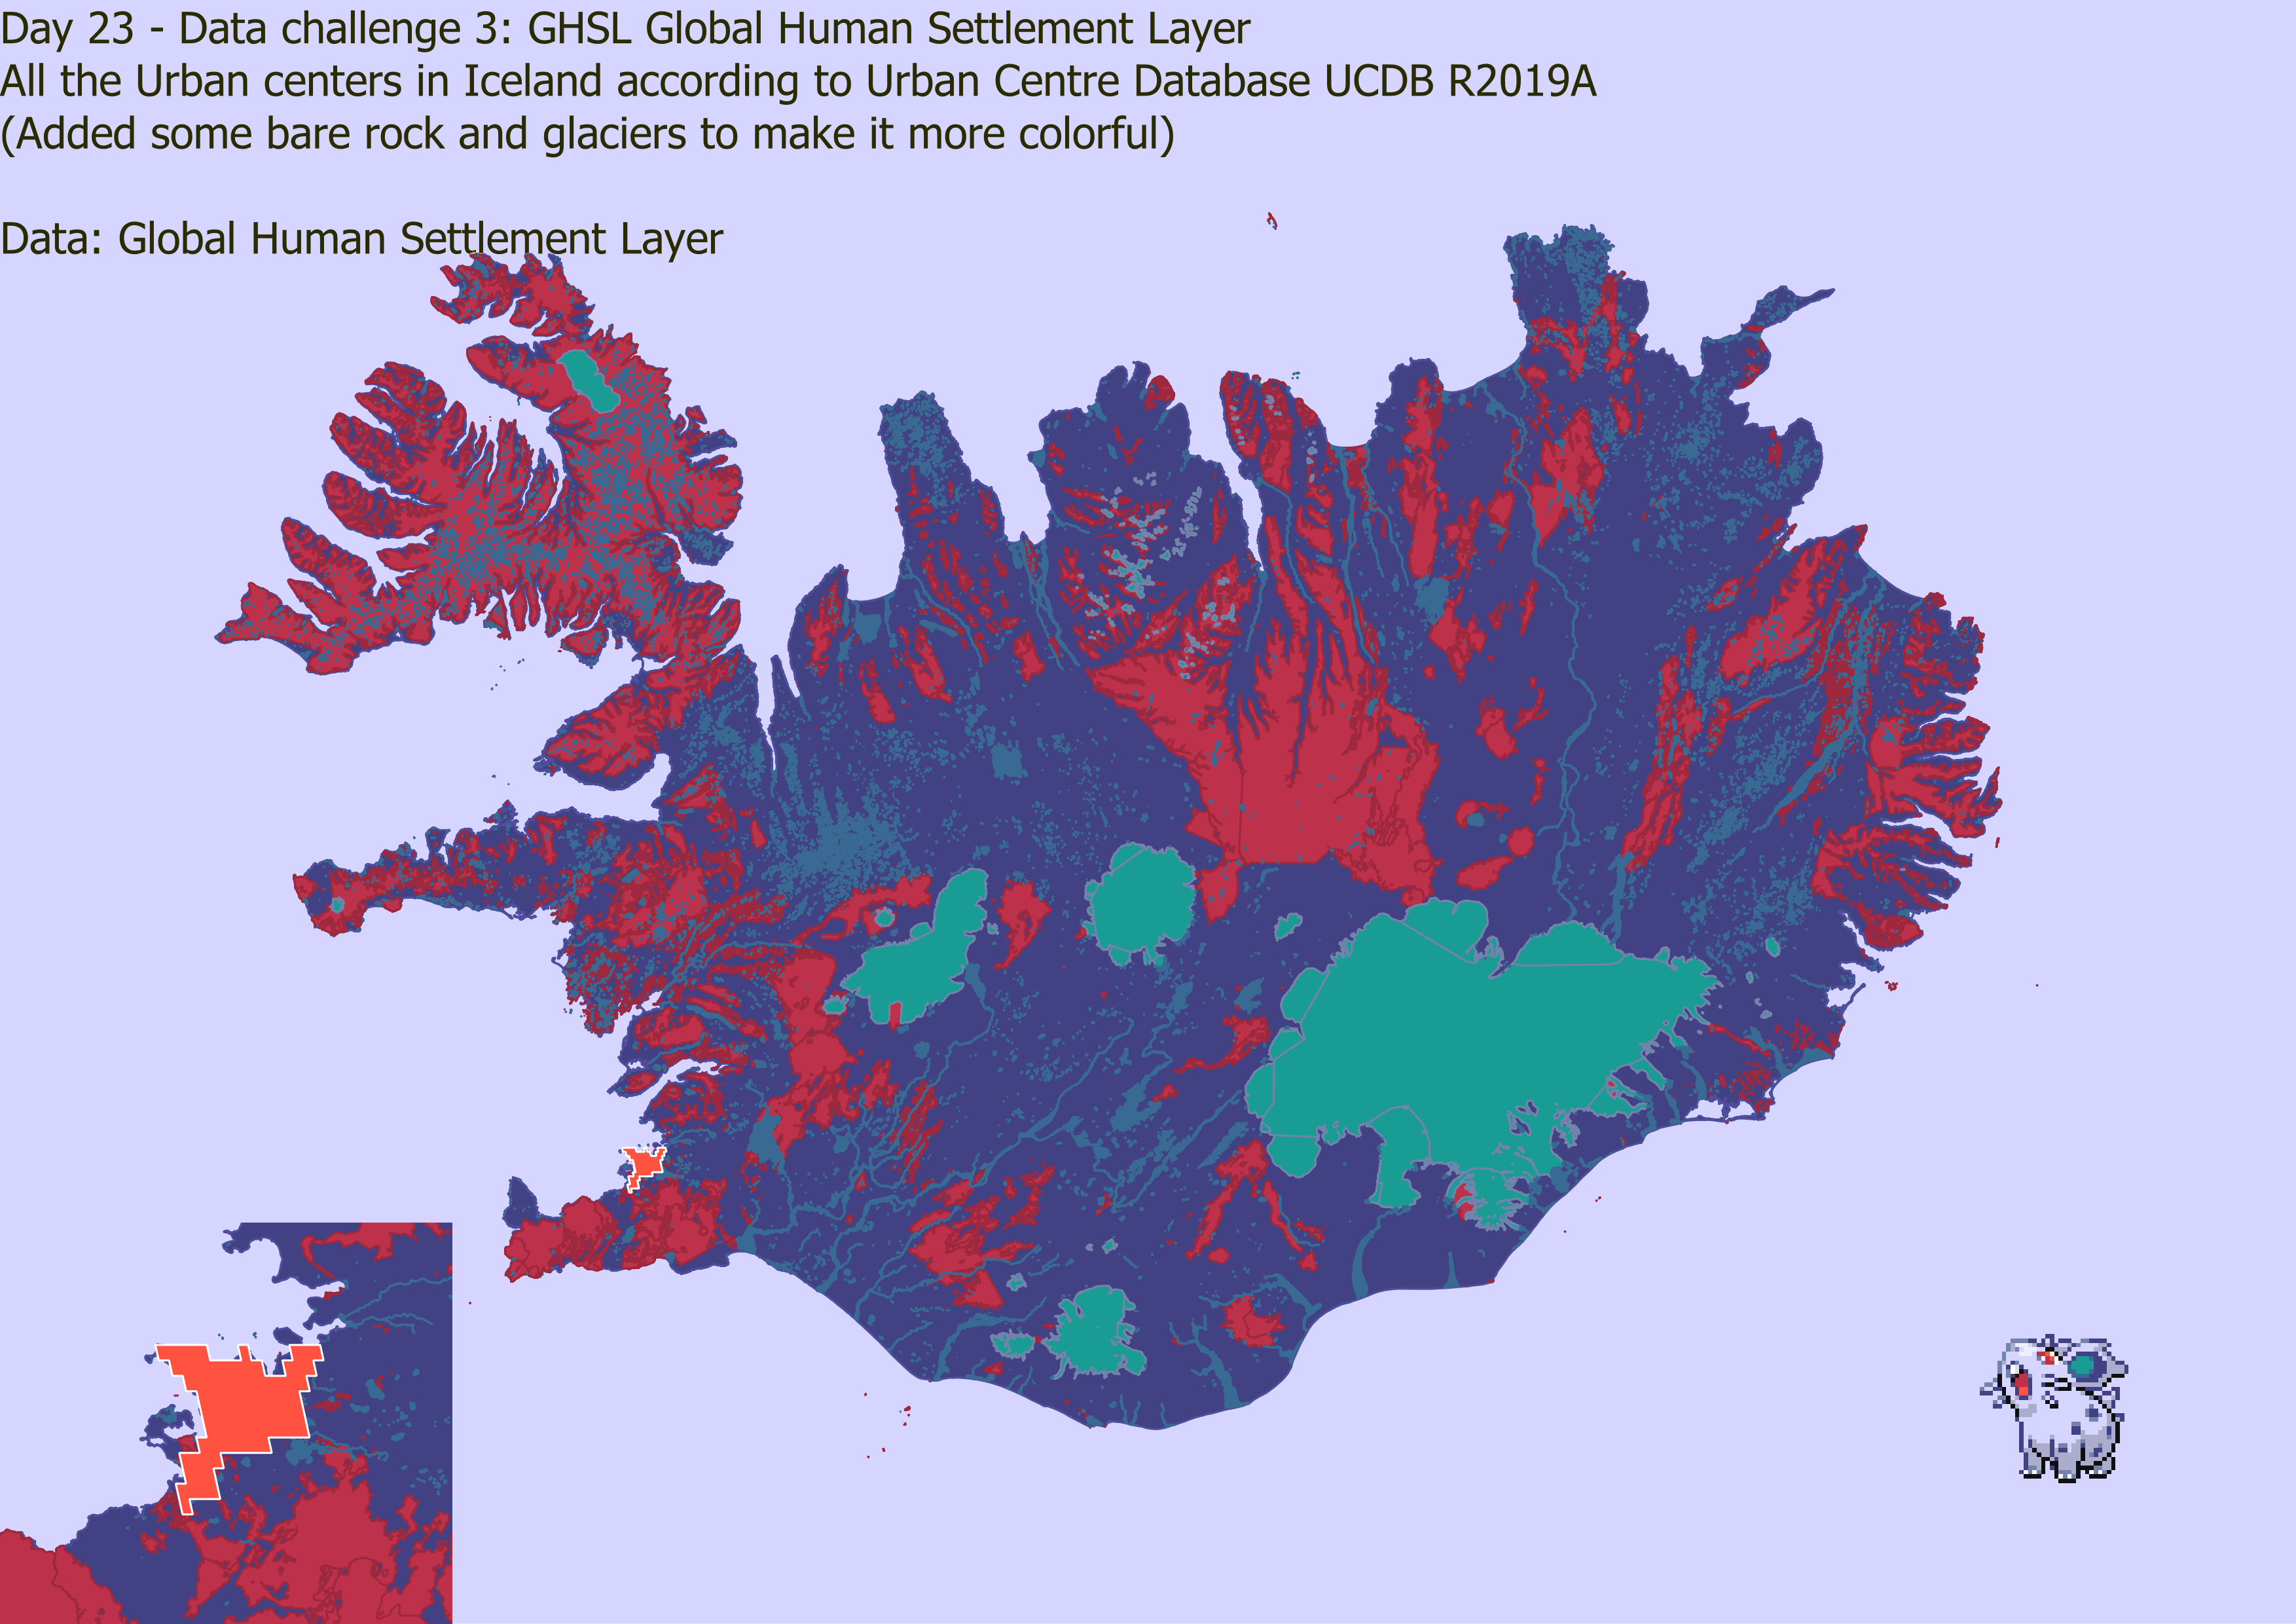 Day 23 - Data challenge 3: GHSL Global Human Settlement Layer
All the Urban centers in Iceland according to Urban Centre Database UCDB R2019A
(Added some bare rock and glaciers to make it more colorful)
Data: Global Human Settlement Layer